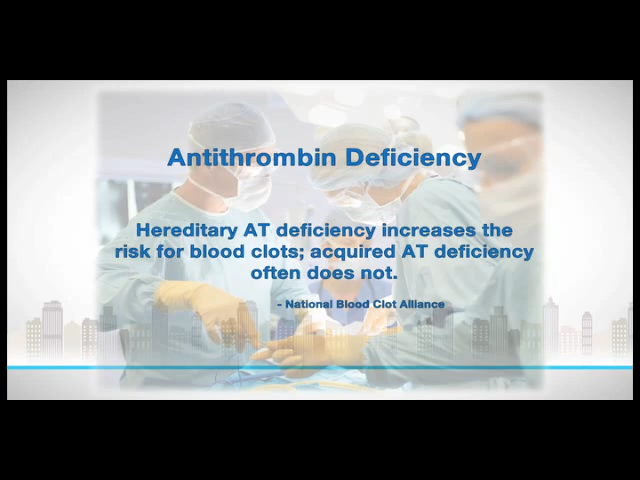 Antithrombin Deficiency
Hereditary AT deficiency increases the
risk for blood clots; acquired AT deficiency
often does not.
- National Blood Clot Alliance